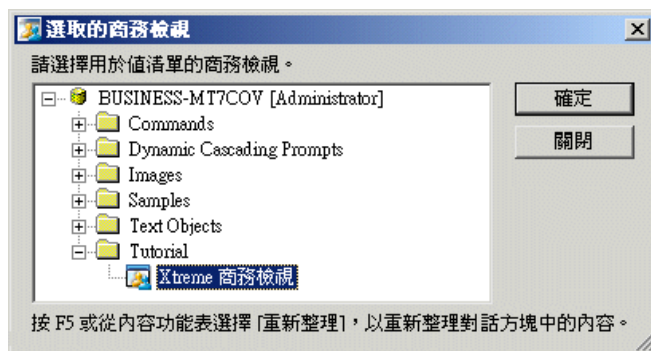 選取的商務檢視
請選擇用於值清單的商務檢視。
BUSINESS-MT7COV [Administrator]
確定
Commands
Dynamic Cascading Prompts
關閉
Images
Samples
Text Objects
Tutorial
Xtreme 商務檢視
按 F5 或從內容功能表選擇 [重新整理]，以重新整理對話方塊中的內容。